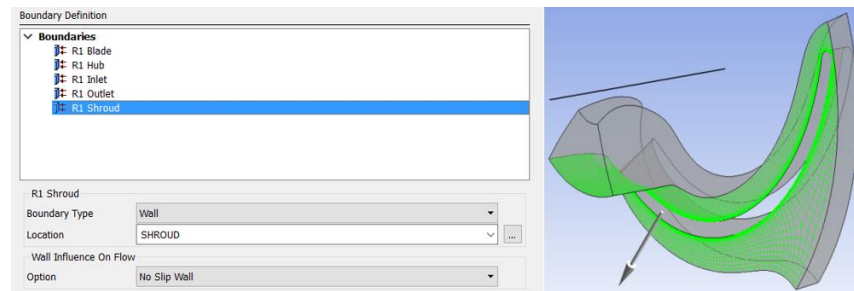 Boundary Definition
Boundaries
R1 Blade
R1 Hub
R1 Inlet
R1 Outlet
R1 Shroud
R1 Shroud
Boundary Type Wall
Location SHROUD ...
Wall Influence On Flow
Option No Slip Wall